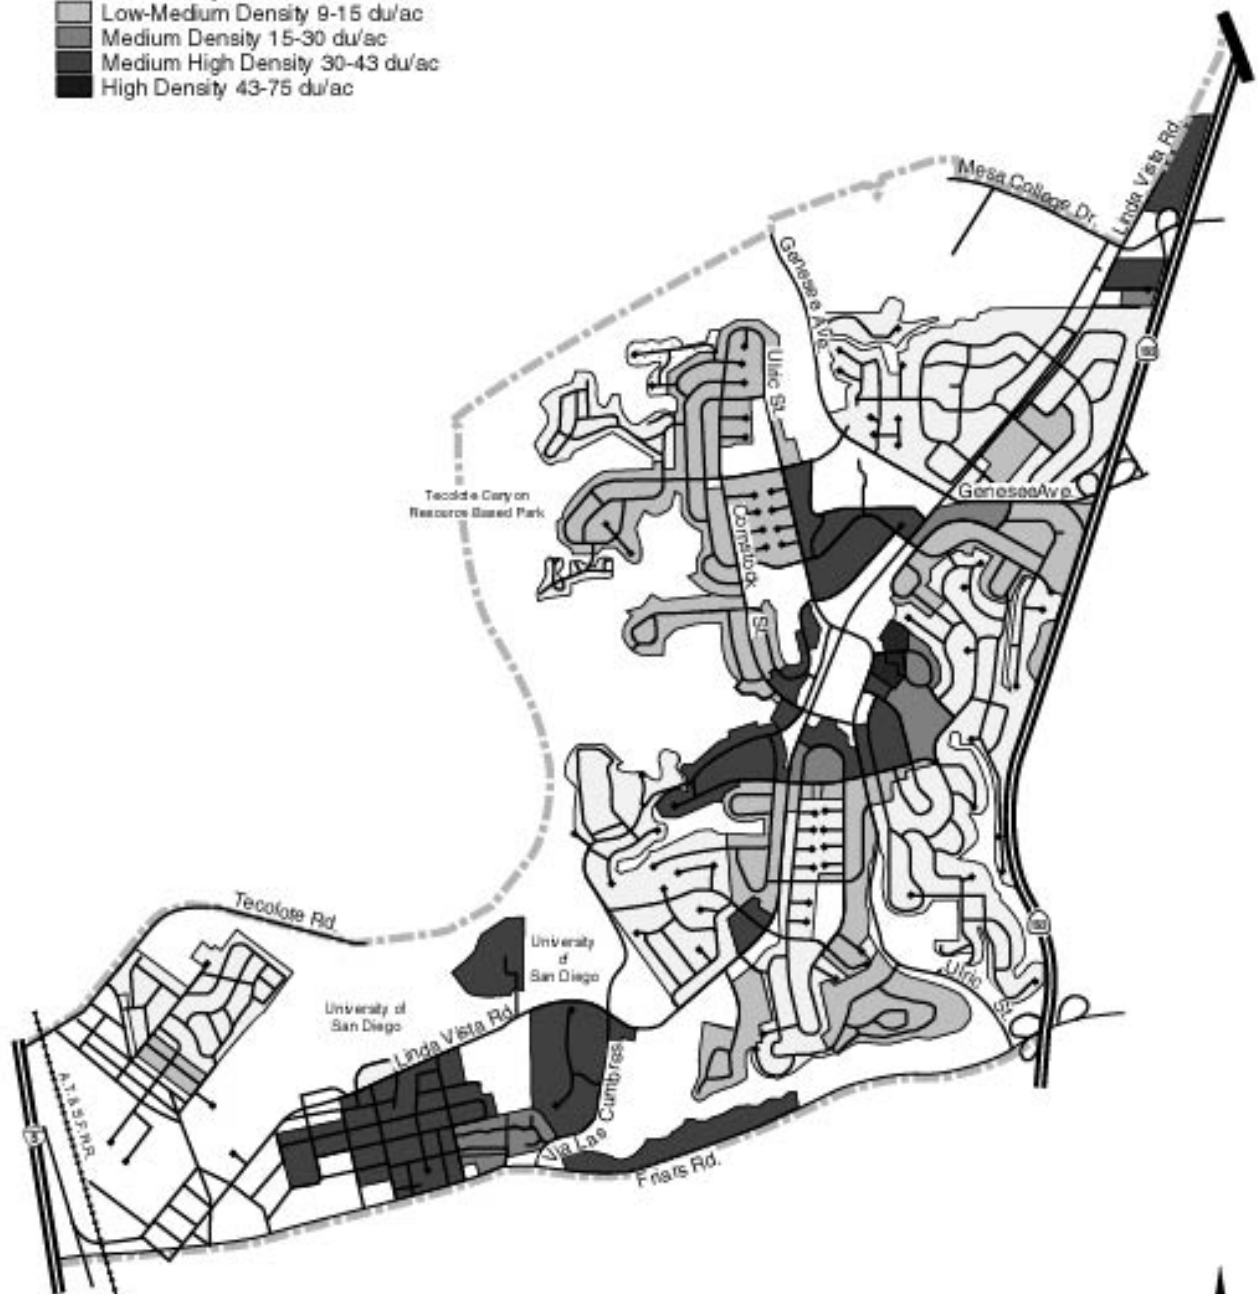 Low-Medium Density 9-15 du/ac
Medium Density 15-30 du/ac
Medium High Density 30-43 du/ac
High Density 43-75 du/ac
Mesa College Dr.
Linda Vista Rd.
Genesee Ave.
Ulric St.
Genesee Ave.
Tecolote Canyon
Resource Based Park
Comstock
St.
Tecolote Rd.
University
of
San Diego
University of
San Diego
Linda Vista Rd.
Ulric
St.
A.T.& S.F. R.R.
5
Via Las Cumbres
Friars Rd.